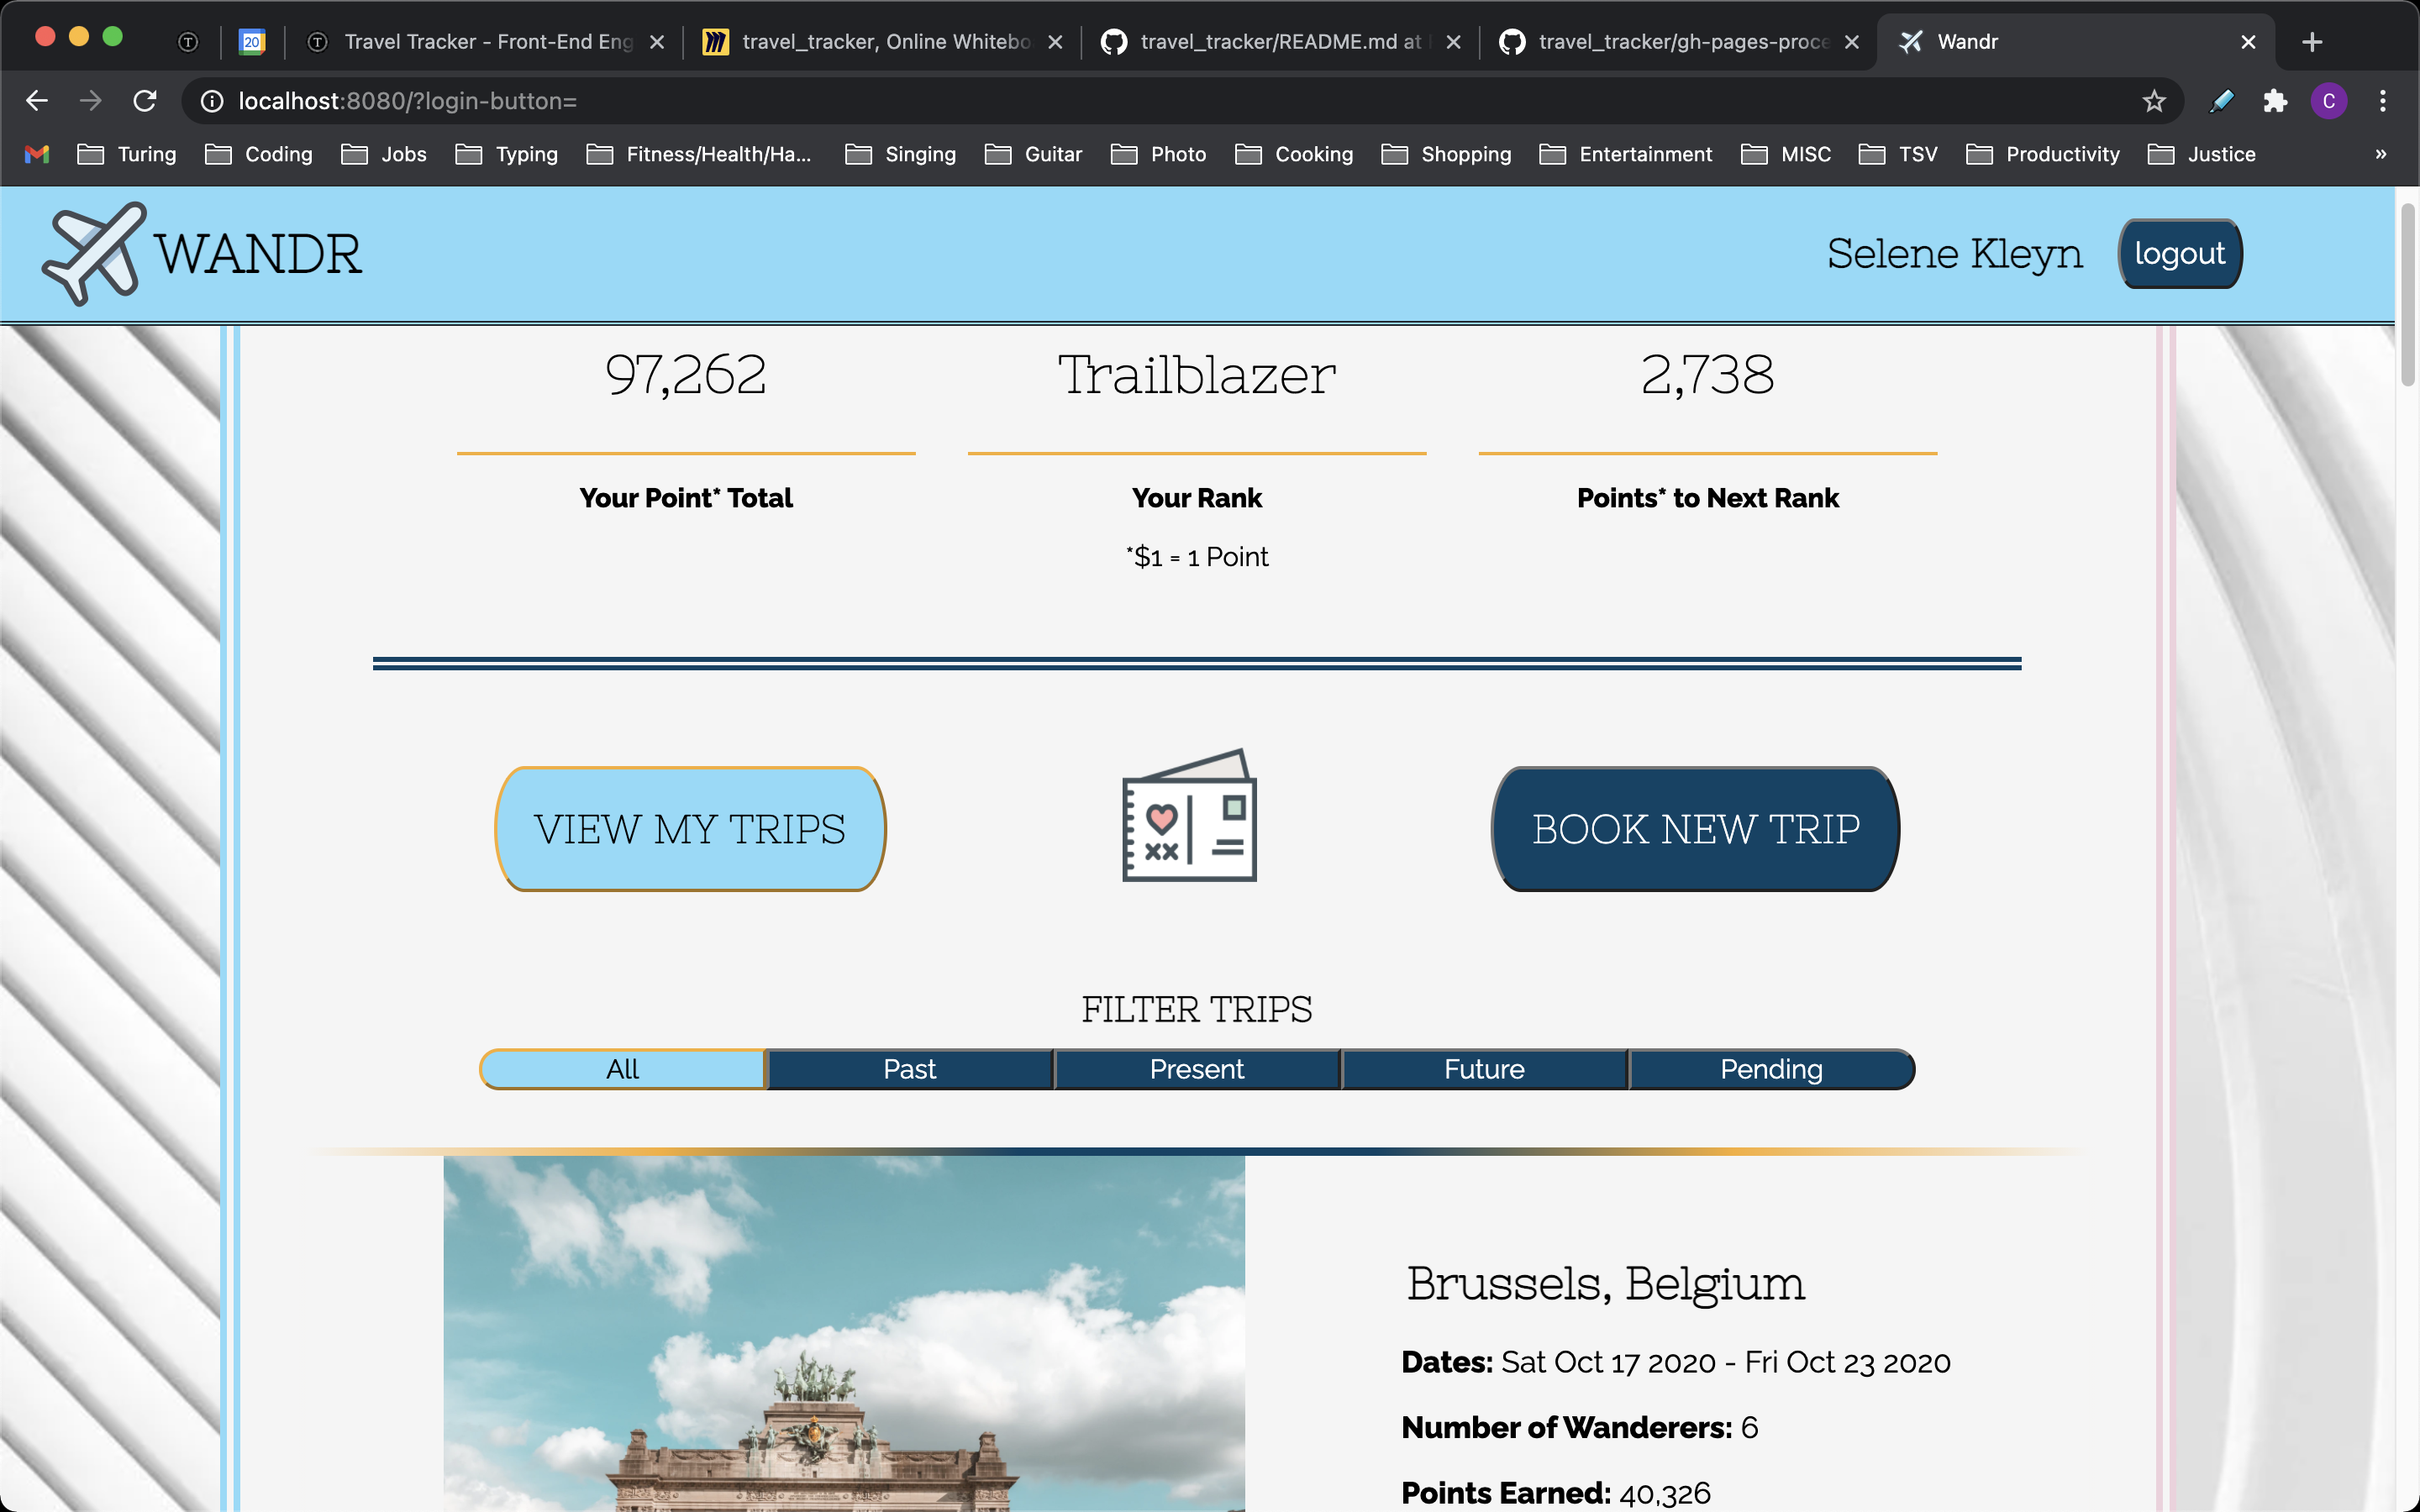 Travel Tracker - Front-End Eng
travel_tracker, Online Whitebo
travel_tracker/README.md at
travel_tracker/gh-pages-proce
Wandr
localhost:8080/?login-button=
C
20
T
T
Turing
Coding
Jobs
Typing
Fitness/Health/Ha...
Singing
Guitar
Photo
Cooking
Shopping
Entertainment
MISC
TSV
Productivity
Justice
»
WANDR
Selene Kleyn
logout
97,262
Trailblazer
2,738
Your Point* Total
Your Rank
Points* to Next Rank
*$1 = 1 Point
VIEW MY TRIPS
XX
BOOK NEW TRIP
FILTER TRIPS
All
Past
Present
Future
Pending
Brussels, Belgium
Dates: Sat Oct 17 2020 - Fri Oct 23 2020
Number of Wanderers: 6
Points Earned: 40,326